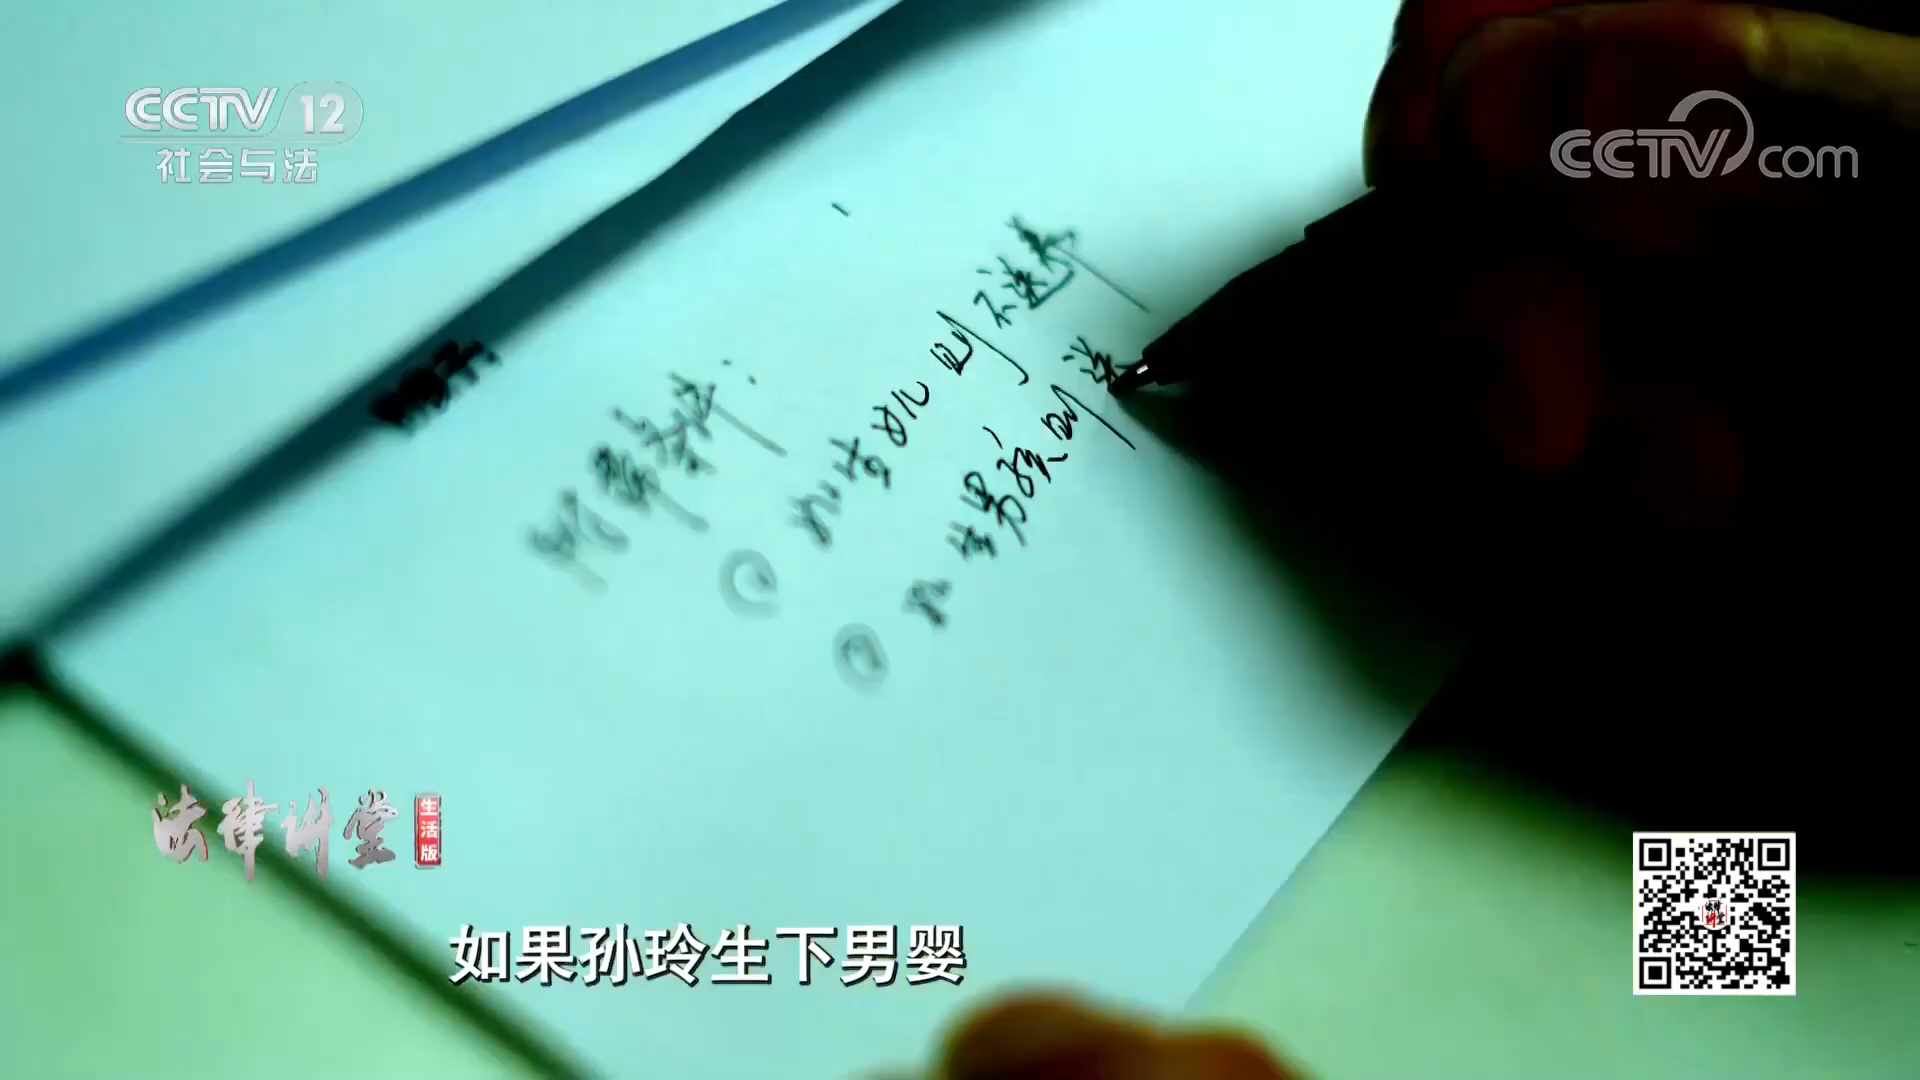 CCTV 12
社会与法
CCTV com
附带条件：
① 如苦女儿则不送养
② 如生男孩则送
法律讲堂
生活版
如果孙玲生下男婴